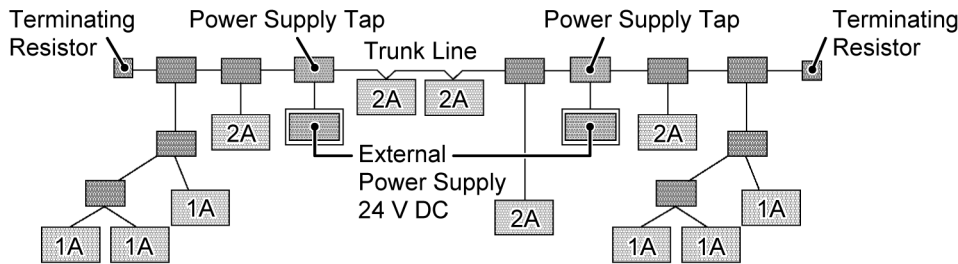 Terminating
Resistor
Power Supply Tap
Trunk Line
Power Supply Tap
Terminating
Resistor
2A
2A
2A
2A
External
Power Supply
24 V DC
1A
2A
1A
1A
1A
1A
1A